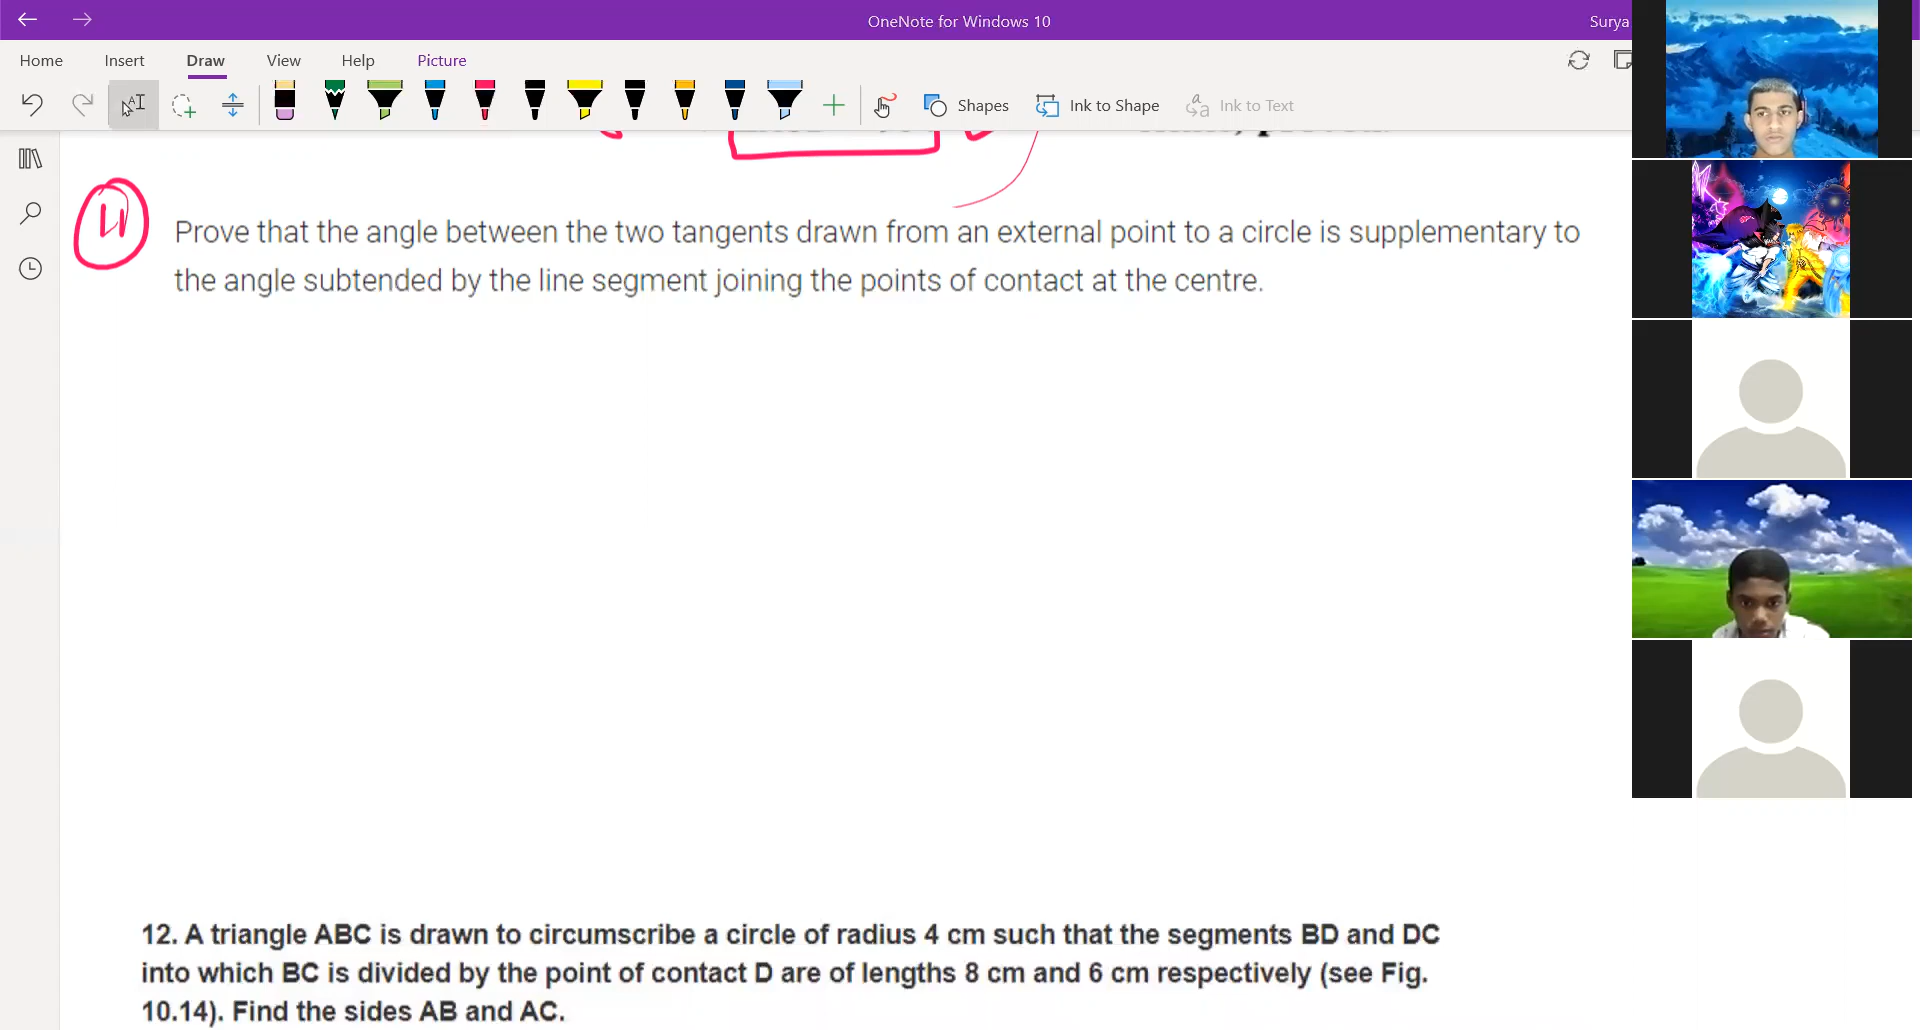 OneNote for Windows 10
Surya
Home Insert Draw View Help Picture
Shapes Ink to Shape Ink to Text
Prove that the angle between the two tangents drawn from an external point to a circle is supplementary to
the angle subtended by the line segment joining the points of contact at the centre.
12. A triangle ABC is drawn to circumscribe a circle of radius 4 cm such that the segments BD and DC
into which BC is divided by the point of contact D are of lengths 8 cm and 6 cm respectively (see Fig.
10.14). Find the sides AB and AC.